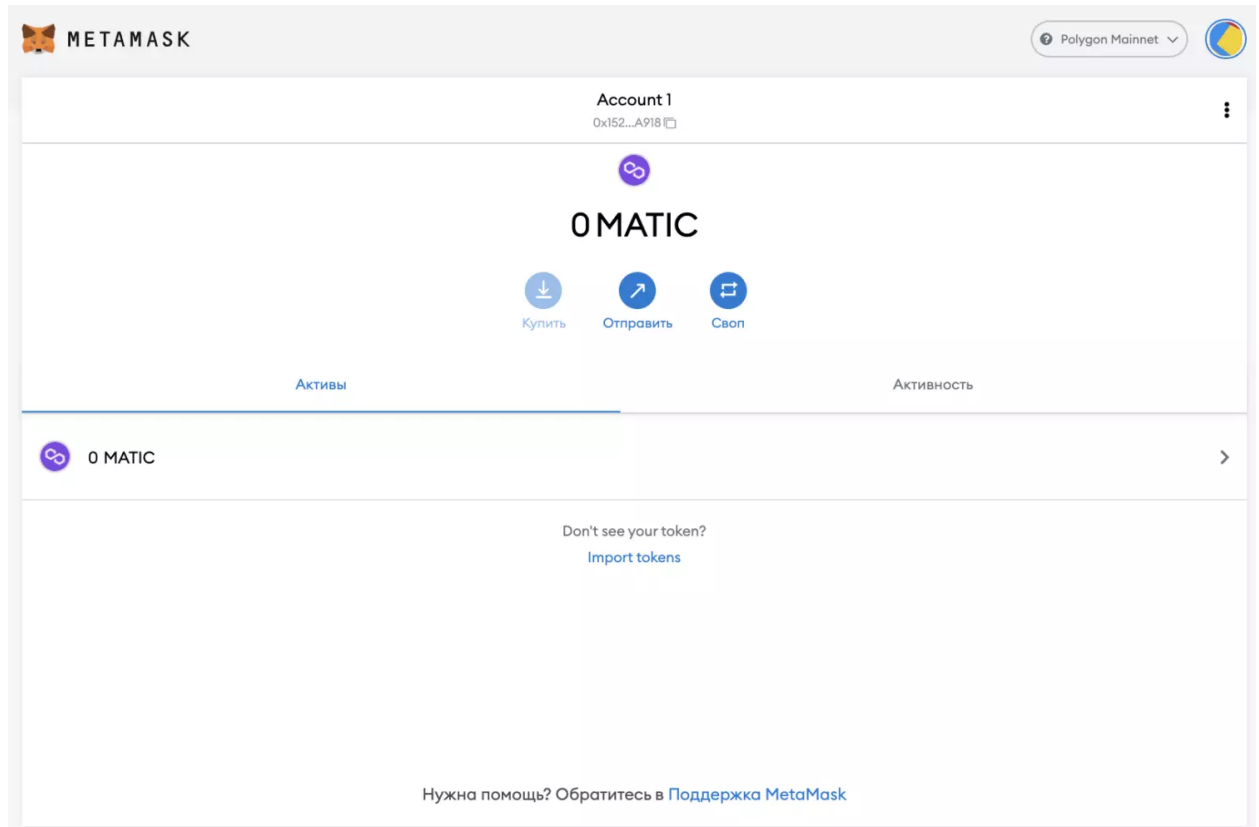 METAMASK
Polygon Mainnet
Account 1
0x152...A918
0 MATIC
Купить
Отправить
Своп
Активы
Активность
0 MATIC
Don't see your token?
Import tokens
Нужна помощь? Обратитесь в Поддержка MetaMask